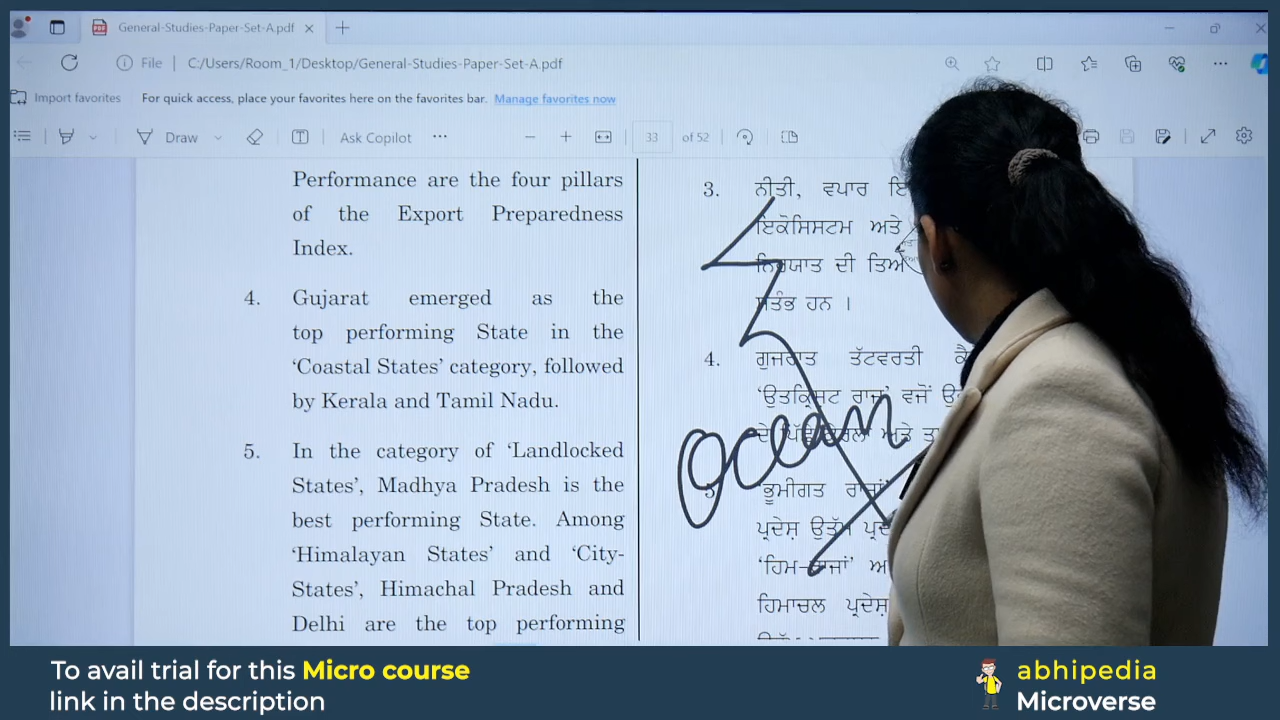 General-Studies-Paper-Set-A.pdf
File C:/Users/Room_1/Desktop/General-Studies-Paper-Set-A.pdf
Import favorites For quick access, place your favorites here on the favorites bar. Manage favorites now
Draw Ask Copilot 33 of 52
Performance are the four pillars
of the Export Preparedness
Index.
4. Gujarat emerged as the
top performing State in the
‘Coastal States’ category, followed
by Kerala and Tamil Nadu.
5. In the category of ‘Landlocked
States’, Madhya Pradesh is the
best performing State. Among
‘Himalayan States’ and ‘City-
States’, Himachal Pradesh and
Delhi are the top performing
3. ਨੀਤੀ, ਵਪਾਰ
ਇਕੋਸਿਸਟਮ ਅਤੇ
ਨਿਰਯਾਤ ਦੀ
ਸਤੰਭ ਹਨ ।
4. ਗੁਜਰਾਤ ਤੱਟਵਰਤੀ
‘ਉਤਕ੍ਰਿਸ਼ਟ ਰਾਜ’ ਵਜੋਂ
ਅਤੇ
Ocean
‘ਭੂਮੀਗਤ ਰਾਜਾਂ’
ਪ੍ਰਦੇਸ਼ ਉਤੱਮ
‘ਹਿਮ-ਰਾਜਾਂ’
ਹਿਮਾਚਲ ਪ੍ਰਦੇਸ਼
To avail trial for this Micro course
link in the description
abhipedia
Microverse